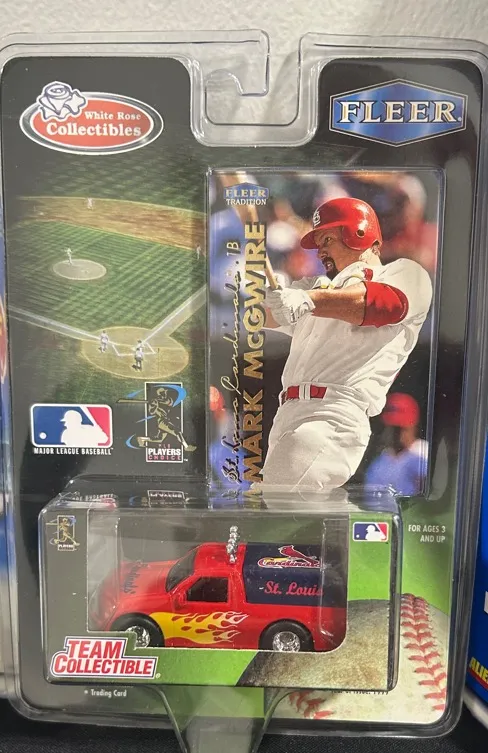 White Rose
Collectibles
FLEER
FLEER
TRADITION
St. Louis Cardinals • 1B
MARK McGWIRE
MAJOR LEAGUE BASEBALL
PLAYERS
CHOICE
FOR AGES 3
AND UP
Cardinals
St. Louis
TEAM
COLLECTIBLE
• Trading Card